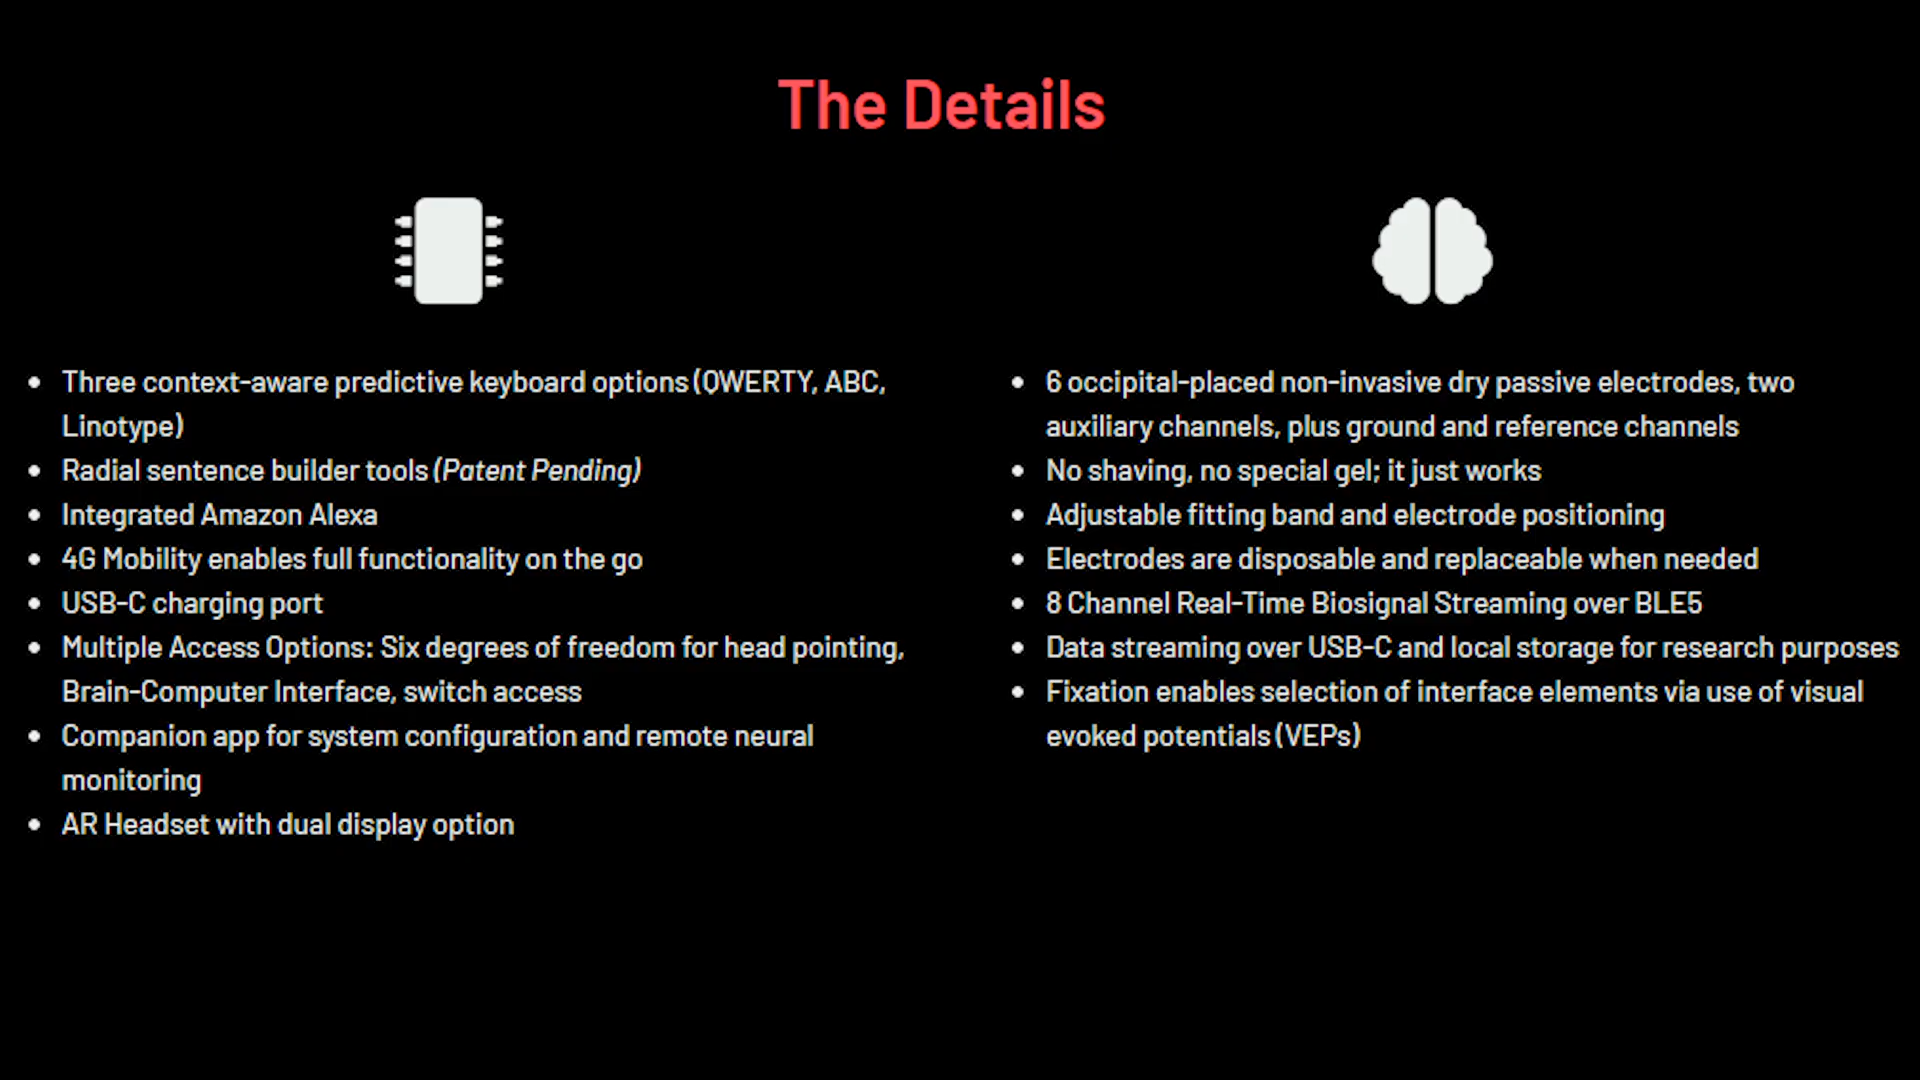 The Details
• Three context-aware predictive keyboard options (QWERTY, ABC,
Linotype)
• Radial sentence builder tools (Patent Pending)
• Integrated Amazon Alexa
• 4G Mobility enables full functionality on the go
• USB-C charging port
• Multiple Access Options: Six degrees of freedom for head pointing,
Brain-Computer Interface, switch access
• Companion app for system configuration and remote neural
monitoring
• AR Headset with dual display option
• 6 occipital-placed non-invasive dry passive electrodes, two
auxiliary channels, plus ground and reference channels
• No shaving, no special gel; it just works
• Adjustable fitting band and electrode positioning
• Electrodes are disposable and replaceable when needed
• 8 Channel Real-Time Biosignal Streaming over BLE5
• Data streaming over USB-C and local storage for research purposes
• Fixation enables selection of interface elements via use of visual
evoked potentials (VEPs)